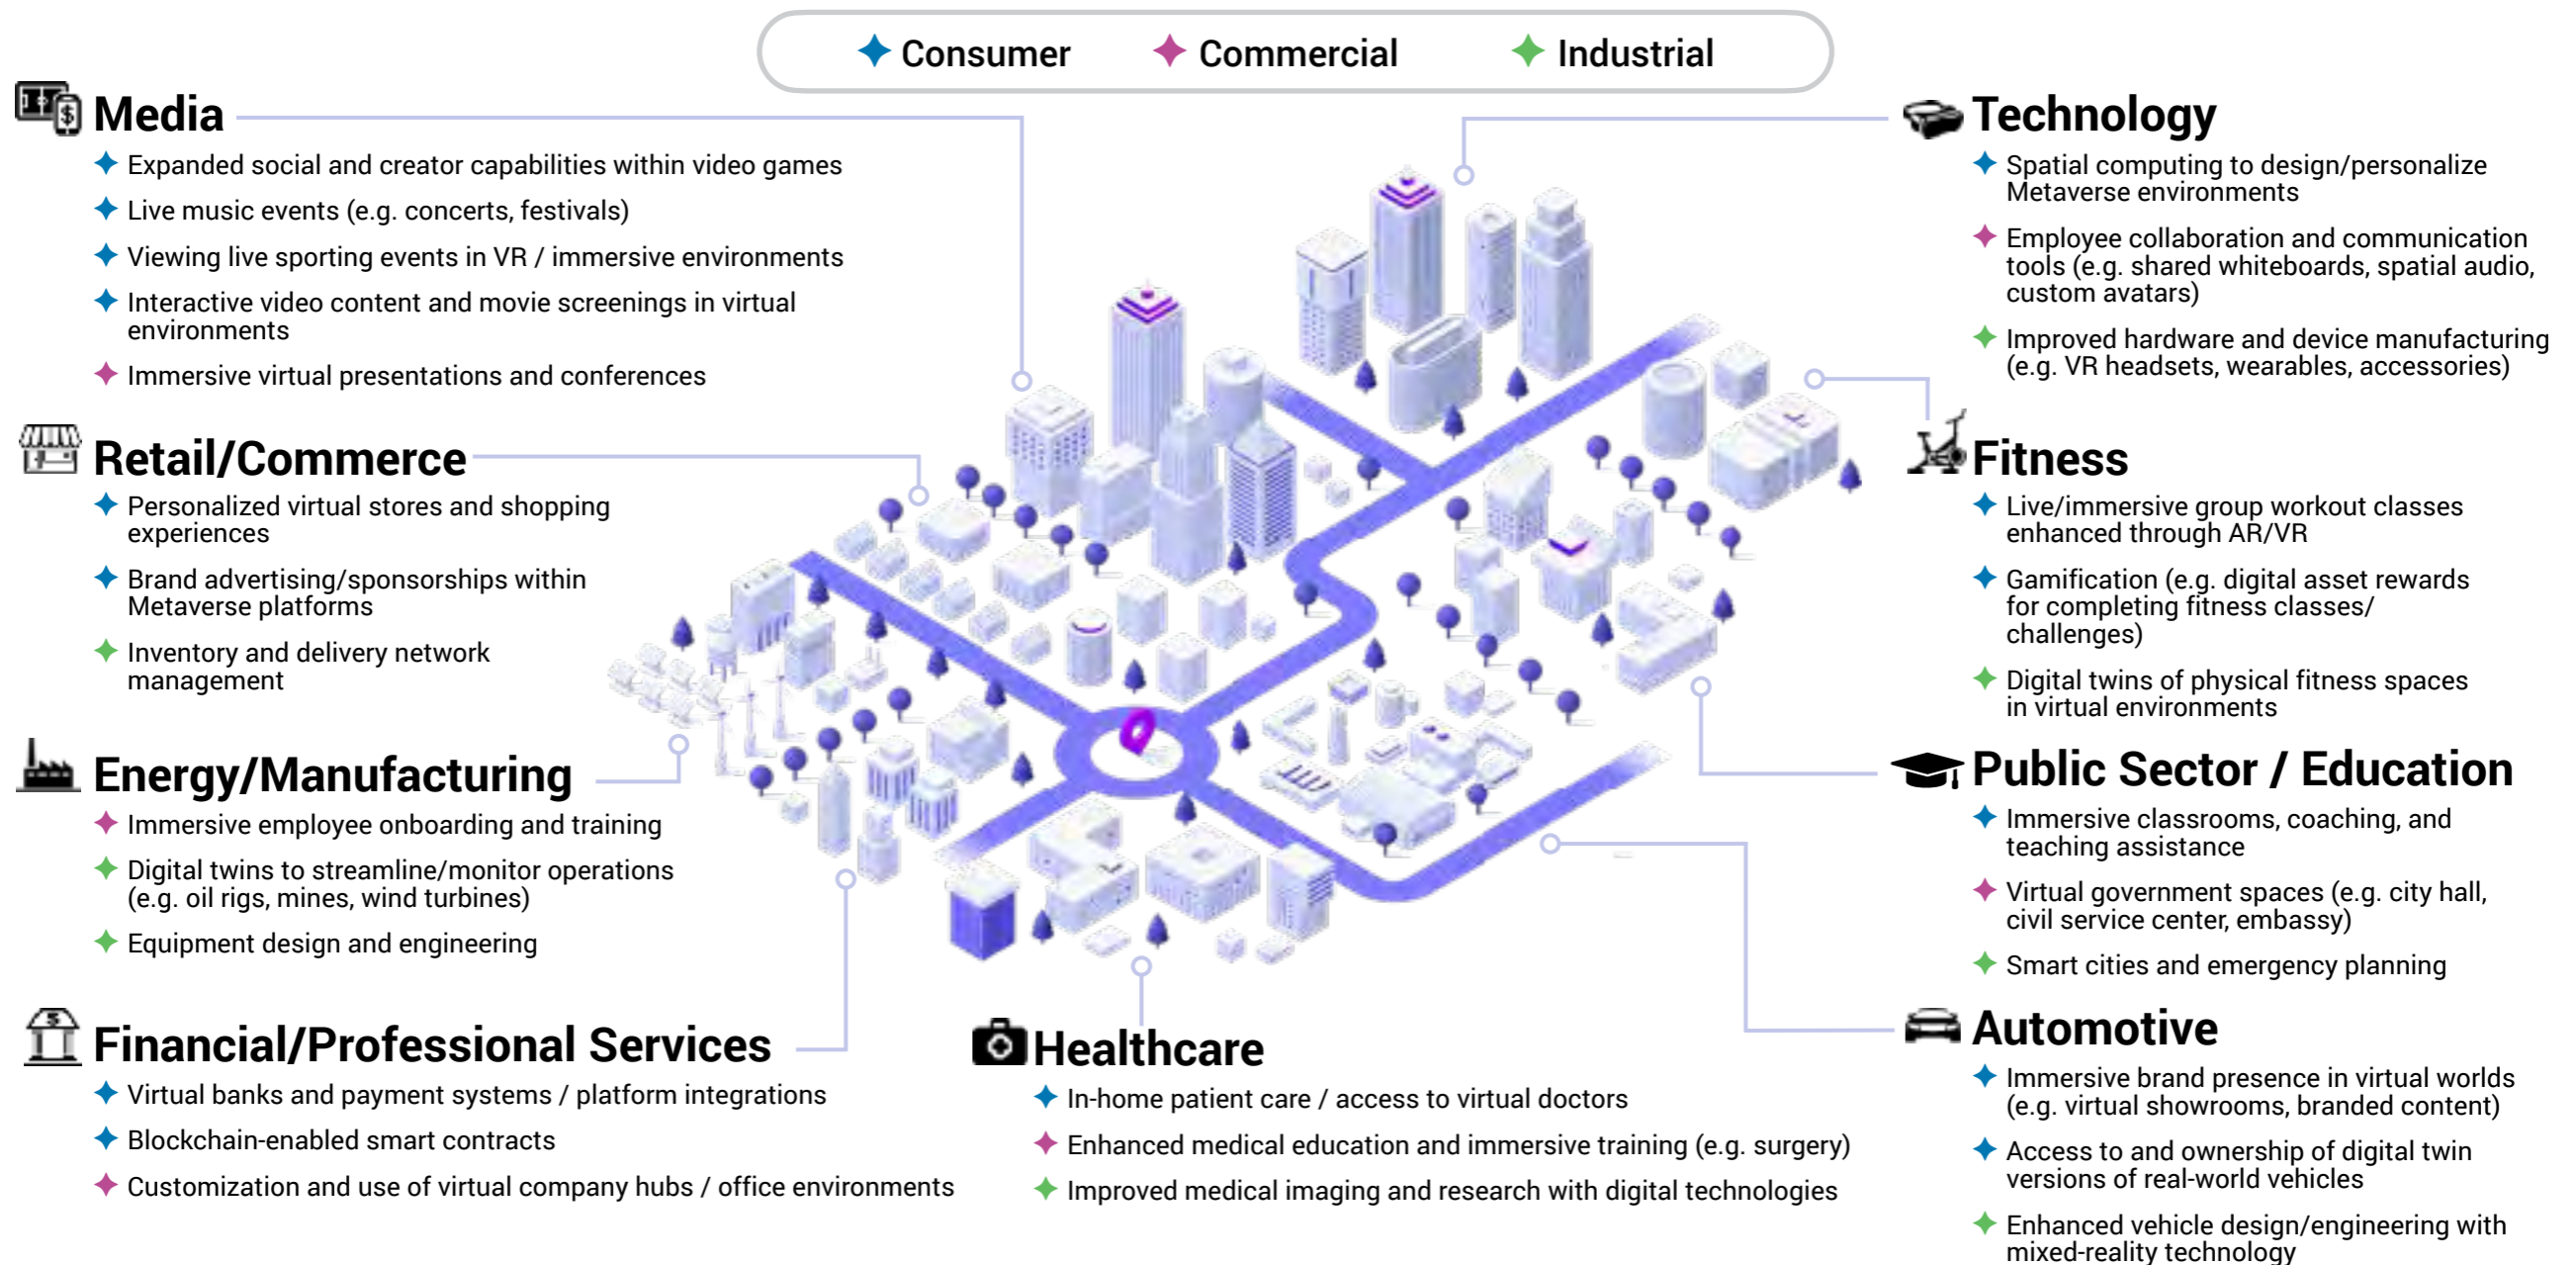 Consumer Commercial Industrial
Media
Expanded social and creator capabilities within video games
Live music events (e.g. concerts, festivals)
Viewing live sporting events in VR / immersive environments
Interactive video content and movie screenings in virtual
environments
Immersive virtual presentations and conferences
Retail/Commerce
Personalized virtual stores and shopping
experiences
Brand advertising/sponsorships within
Metaverse platforms
Inventory and delivery network
management
Energy/Manufacturing
Immersive employee onboarding and training
Digital twins to streamline/monitor operations
(e.g. oil rigs, mines, wind turbines)
Equipment design and engineering
Financial/Professional Services
Virtual banks and payment systems / platform integrations
Blockchain-enabled smart contracts
Customization and use of virtual company hubs / office environments
Healthcare
In-home patient care / access to virtual doctors
Enhanced medical education and immersive training (e.g. surgery)
Improved medical imaging and research with digital technologies
Technology
Spatial computing to design/personalize
Metaverse environments
Employee collaboration and communication
tools (e.g. shared whiteboards, spatial audio,
custom avatars)
Improved hardware and device manufacturing
(e.g. VR headsets, wearables, accessories)
Fitness
Live/immersive group workout classes
enhanced through AR/VR
Gamification (e.g. digital asset rewards
for completing fitness classes/
challenges)
Digital twins of physical fitness spaces
in virtual environments
Public Sector / Education
Immersive classrooms, coaching, and
teaching assistance
Virtual government spaces (e.g. city hall,
civil service center, embassy)
Smart cities and emergency planning
Automotive
Immersive brand presence in virtual worlds
(e.g. virtual showrooms, branded content)
Access to and ownership of digital twin
versions of real-world vehicles
Enhanced vehicle design/engineering with
mixed-reality technology